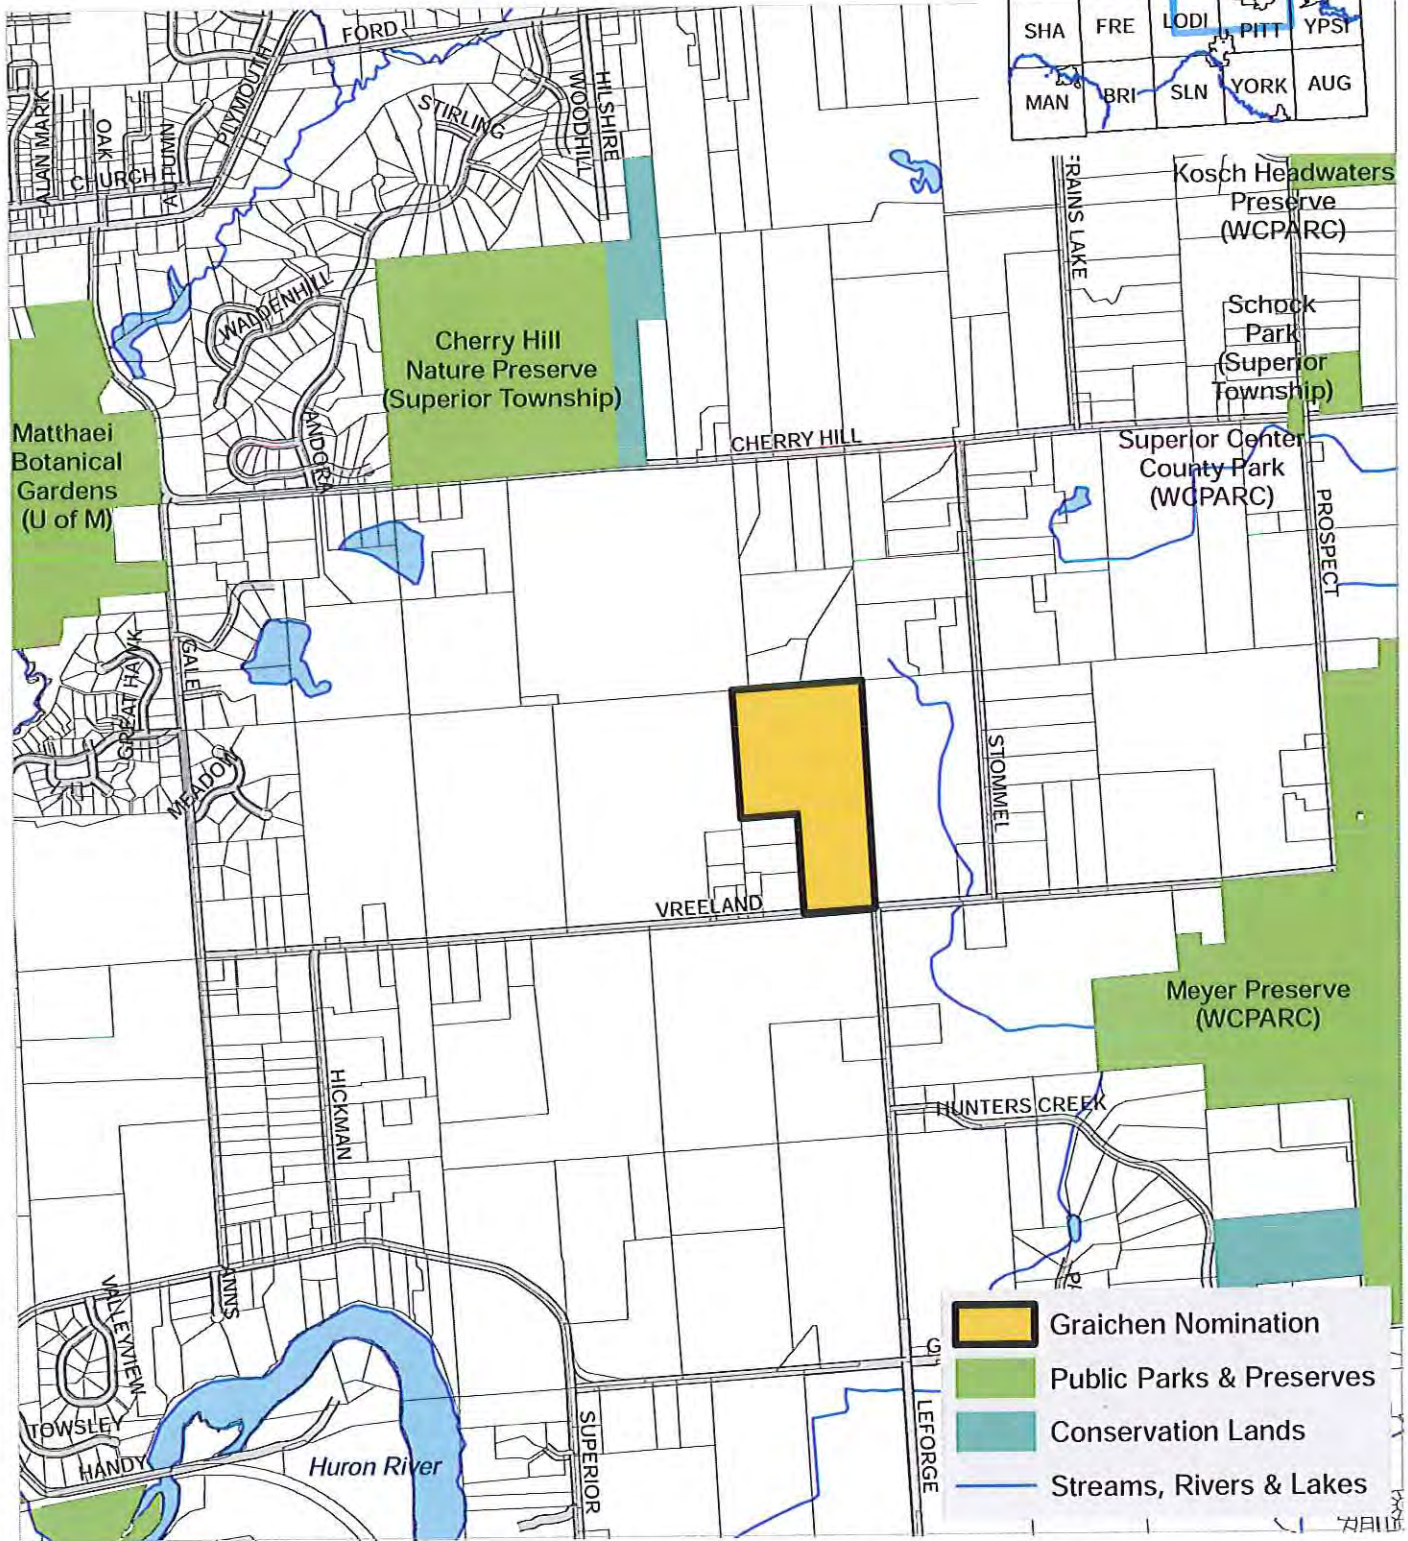 SHA FRE LODI PITT YPSI
MAN BRI SLN YORK AUG
FORD
PLYMOUTH
ALAN MARK
OAK
AUTUMN
CHURCH
STIRLING
WOODHILL
HILSHIRE
WALDENHILL
ANDORA
Kosch Headwaters
Preserve
(WCPARC)
Schock
Park
(Superior
Township)
Cherry Hill
Nature Preserve
(Superior Township)
Matthaei
Botanical
Gardens
(U of M)
CHERRY HILL
Superior Center
County Park
(WCPARC)
PROSPECT
GREAT HAWK
GALE
MEADOW
STOMMEL
VREELAND
Meyer Preserve
(WCPARC)
HICKMAN
HUNTERS CREEK
ANNS
VALLEYVIEW
TOWSLEY
HANDY
Huron River
SUPERIOR
LEFORGE
Graichen Nomination
Public Parks & Preserves
Conservation Lands
Streams, Rivers & Lakes